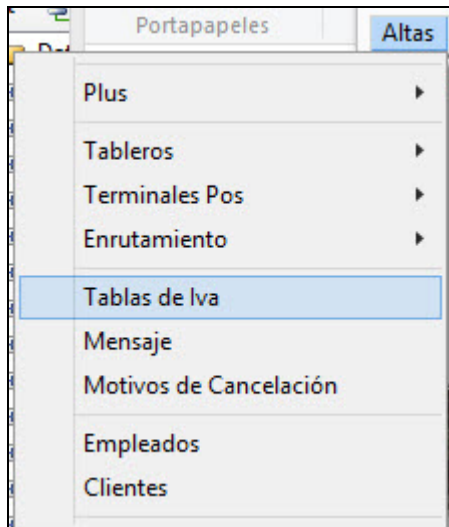 Portapapeles
Altas
Plus
Tableros
Terminales Pos
Enrutamiento
Tablas de Iva
Mensaje
Motivos de Cancelación
Empleados
Clientes